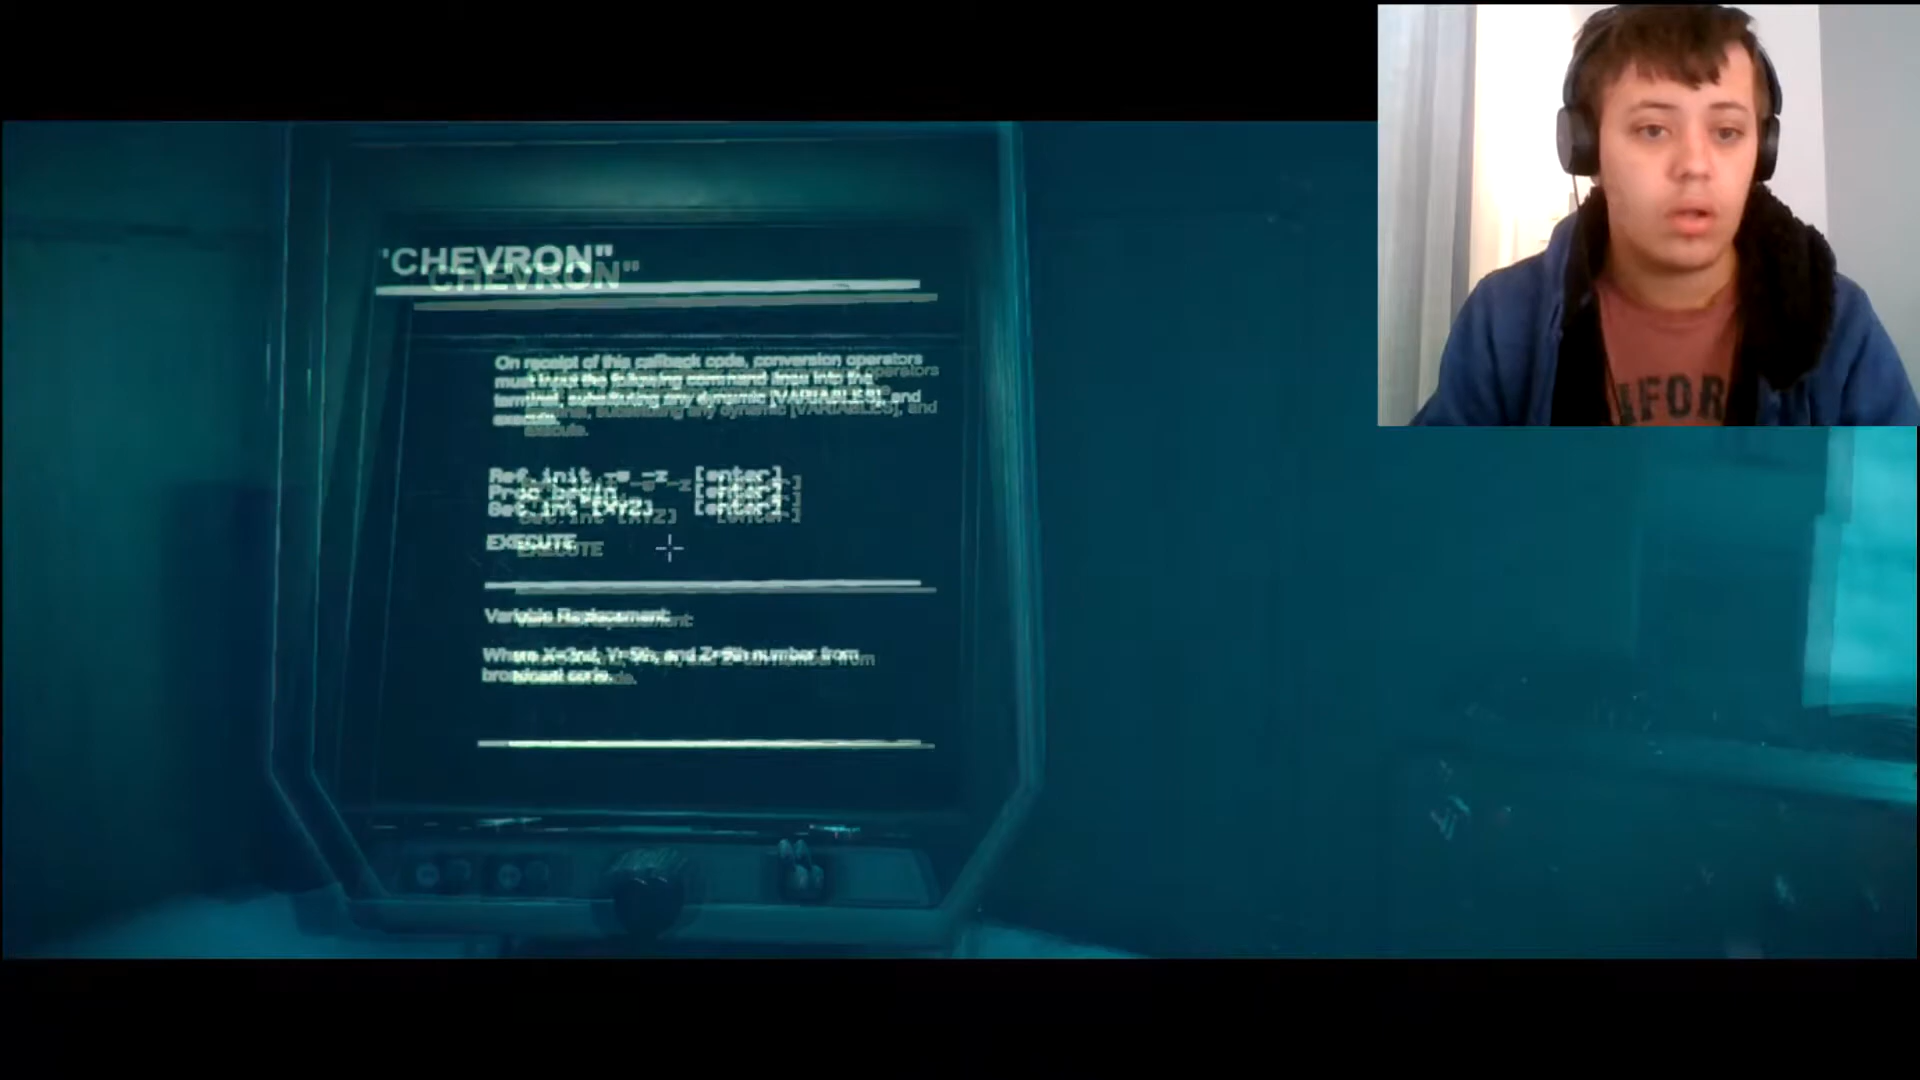 "CHEVRON"
On receipt of this callback code, conversion operators
must input the following command lines into the
terminal, substituting any dynamic [VARIABLES], and
execute.
Ref.init -w -z [enter]
Proc begin [enter]
Set.int [XYZ] [enter]
EXECUTE
Variable Replacement:
Where Y=5th, and number from
broadcast code.
IFOR